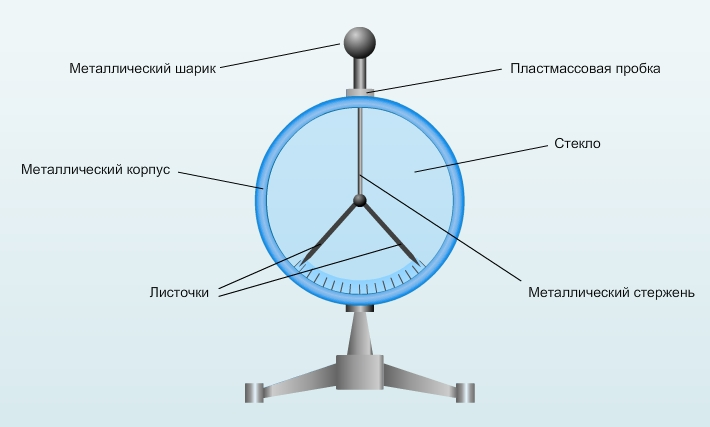 Металлический шарик
Пластмассовая пробка
Стекло
Металлический корпус
Листочки
Металлический стержень